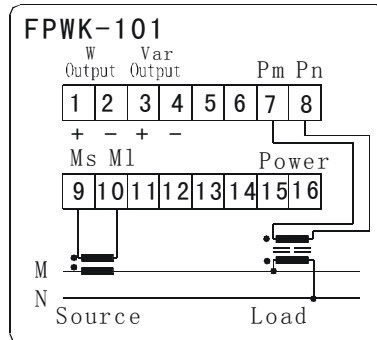 FPWK-101
W Var
Output Output Pm Pn
1 2 3 4 5 6 7 8
+ - + -
Ms Ml Power
9 10 11 12 13 14 15 16
M
N
Source Load